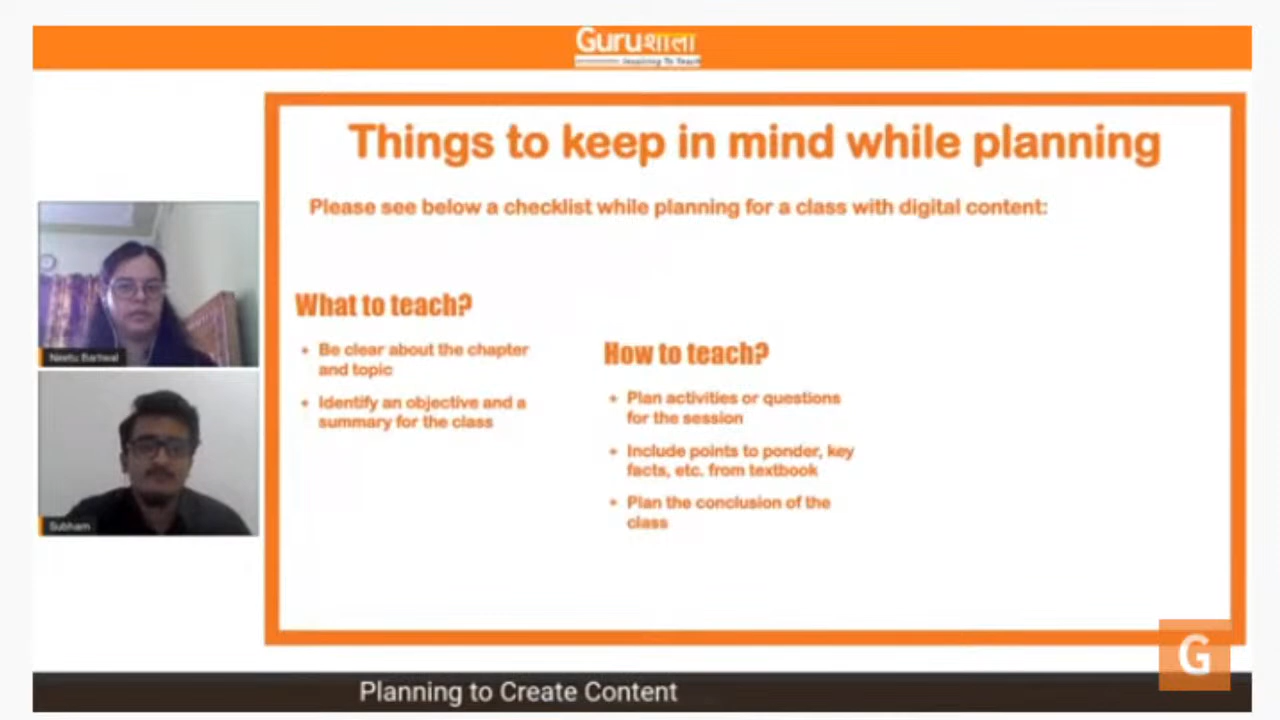 Guruशाला
Inspiring To Teach
Things to keep in mind while planning
Please see below a checklist while planning for a class with digital content:
What to teach?
• Be clear about the chapter
and topic
• Identify an objective and a
summary for the class
How to teach?
• Plan activities or questions
for the session
• Include points to ponder, key
facts, etc. from textbook
• Plan the conclusion of the
class
Neetu Bartwal
Subham
G
Planning to Create Content